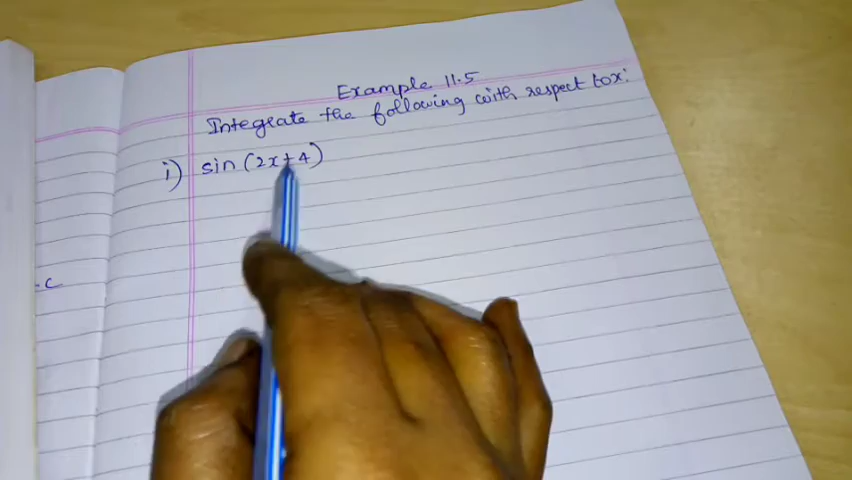 Example 11.5
Integrate the following with respect to x:
i) sin (2x+4)
- c